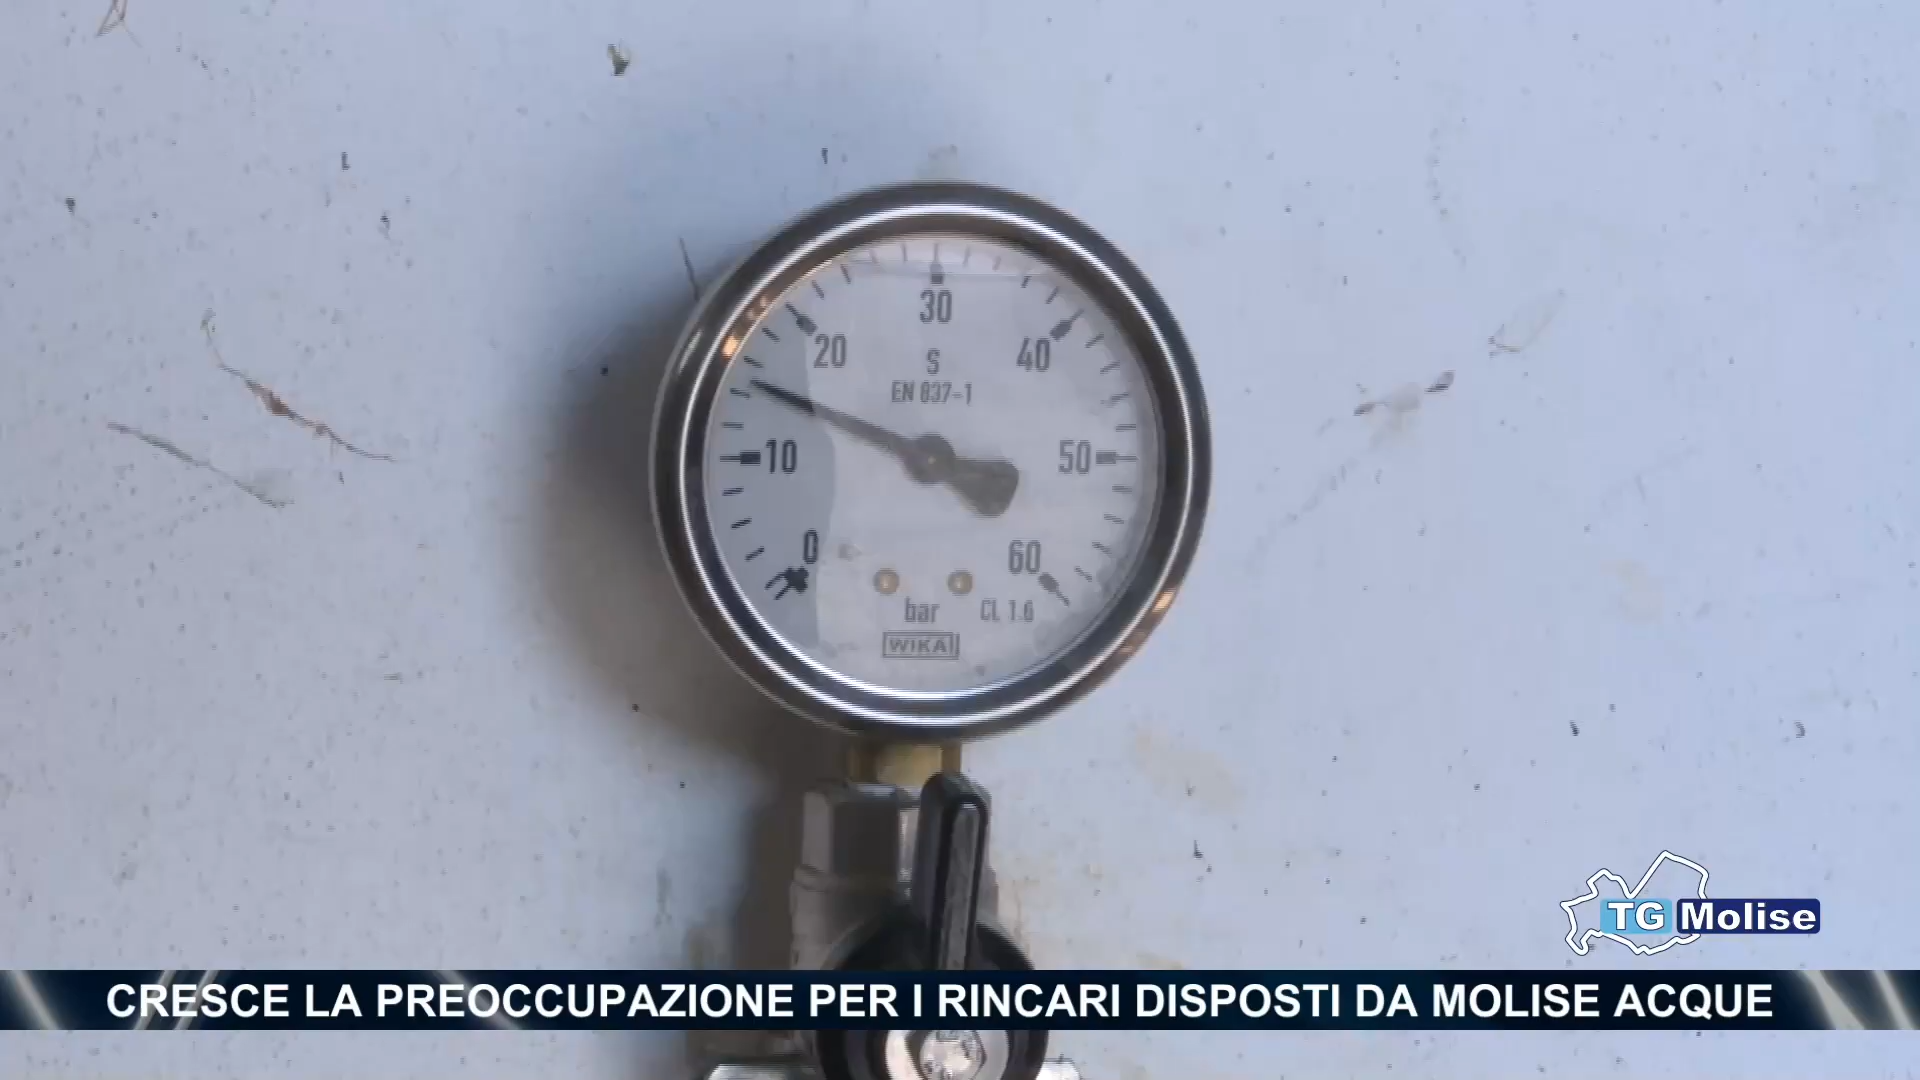 30
20
40
S
EN 837-1
10
50
0
60
bar
CL 1.6
WIKA
TG Molise
CRESCE LA PREOCCUPAZIONE PER I RINCARI DISPOSTI DA MOLISE ACQUE